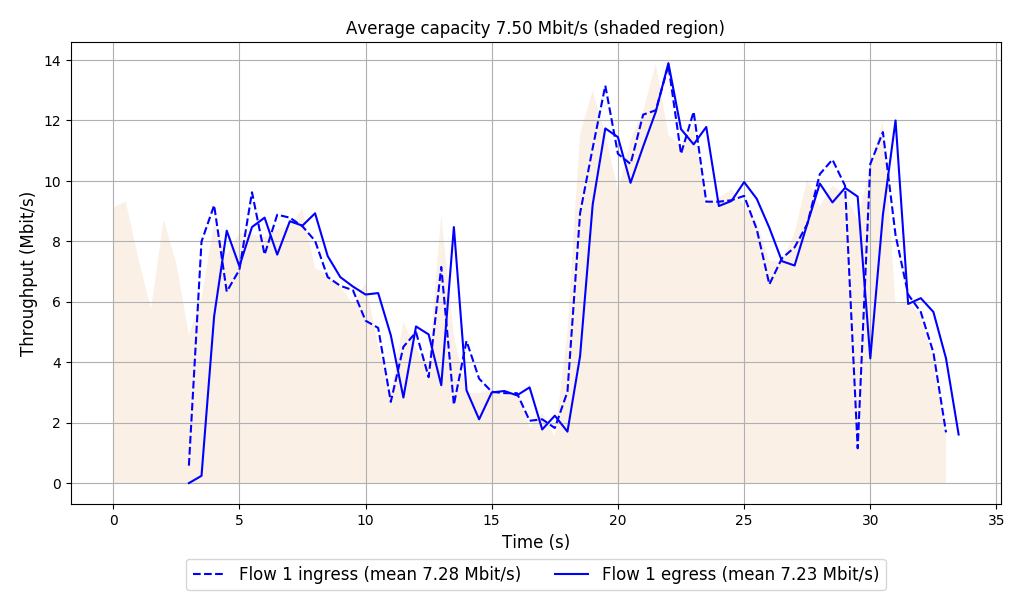 Average capacity 7.50 Mbit/s (shaded region)
Throughput (Mbit/s)
14
12
10
8
6
4
2
0
0 5 10 15 20 25 30 35
Time (s)
Flow 1 ingress (mean 7.28 Mbit/s) Flow 1 egress (mean 7.23 Mbit/s)